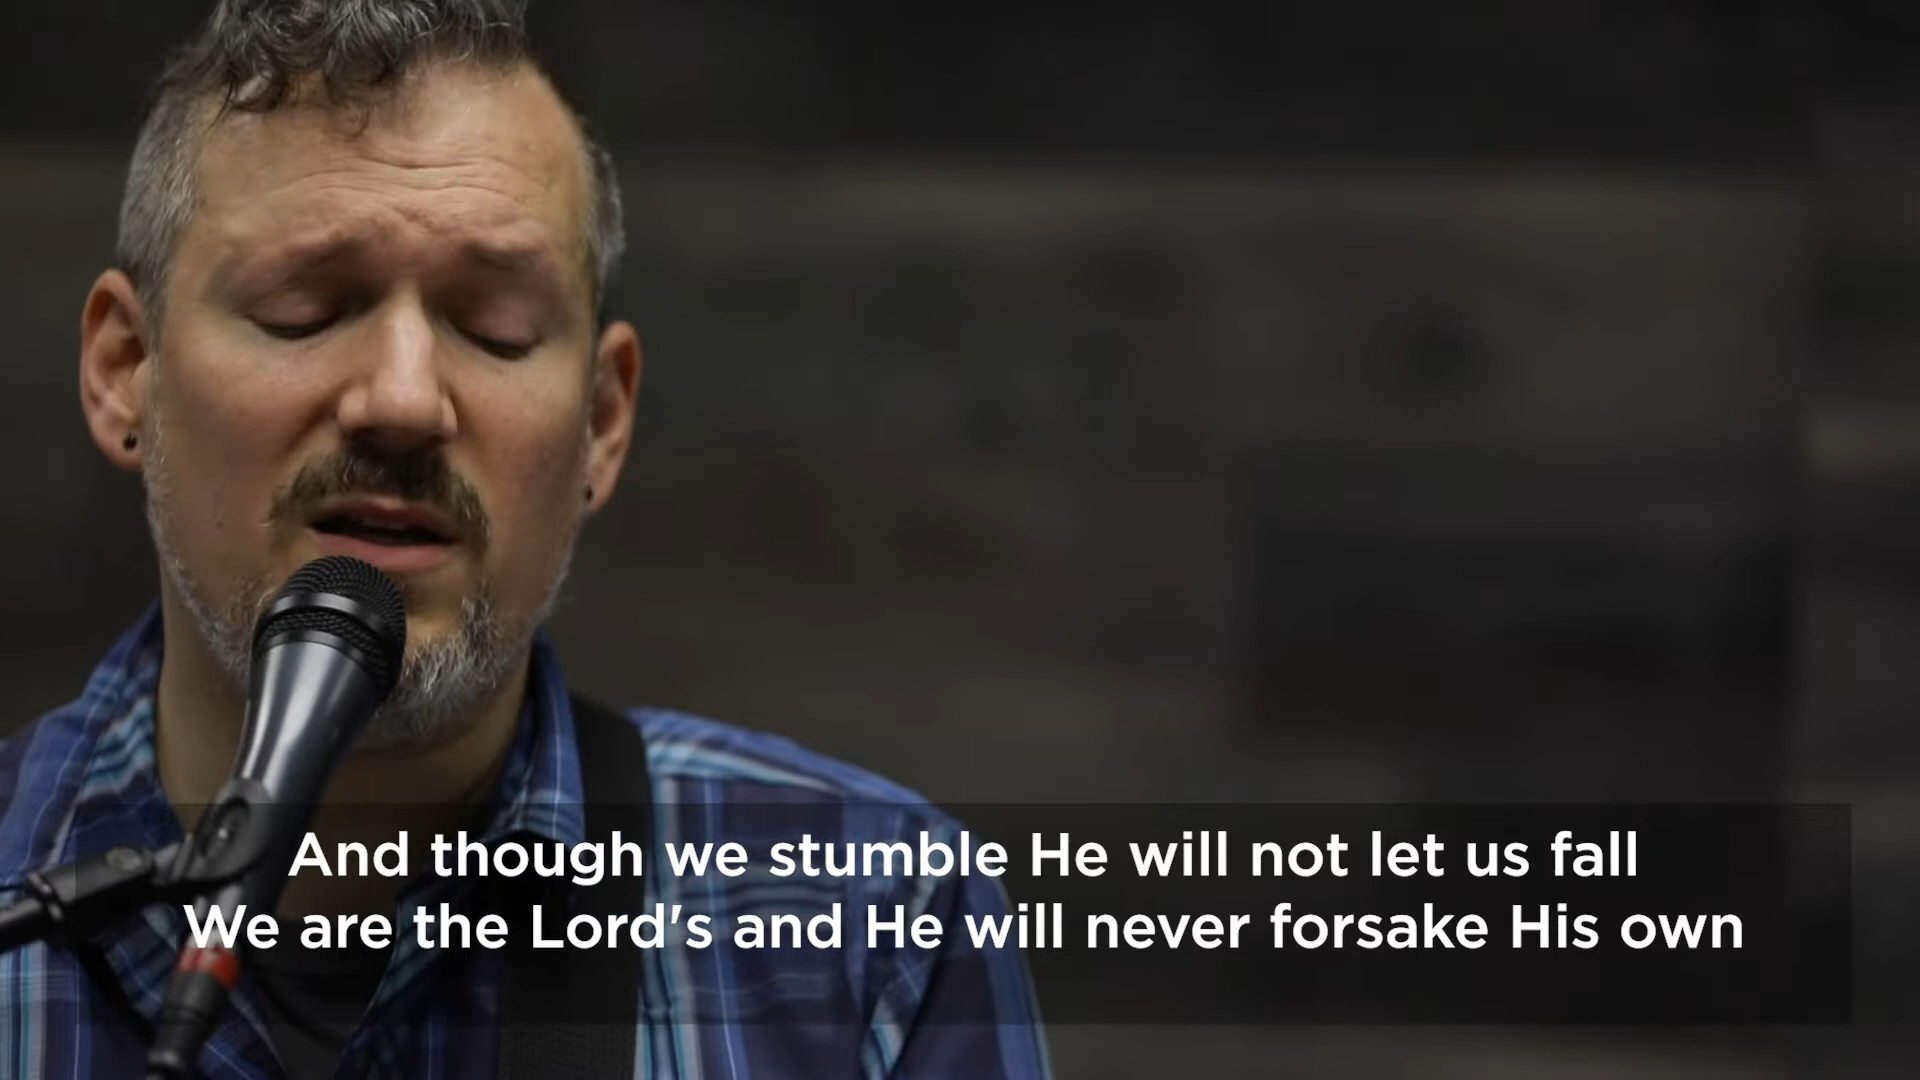 And though we stumble He will not let us fall
We are the Lord's and He will never forsake His own